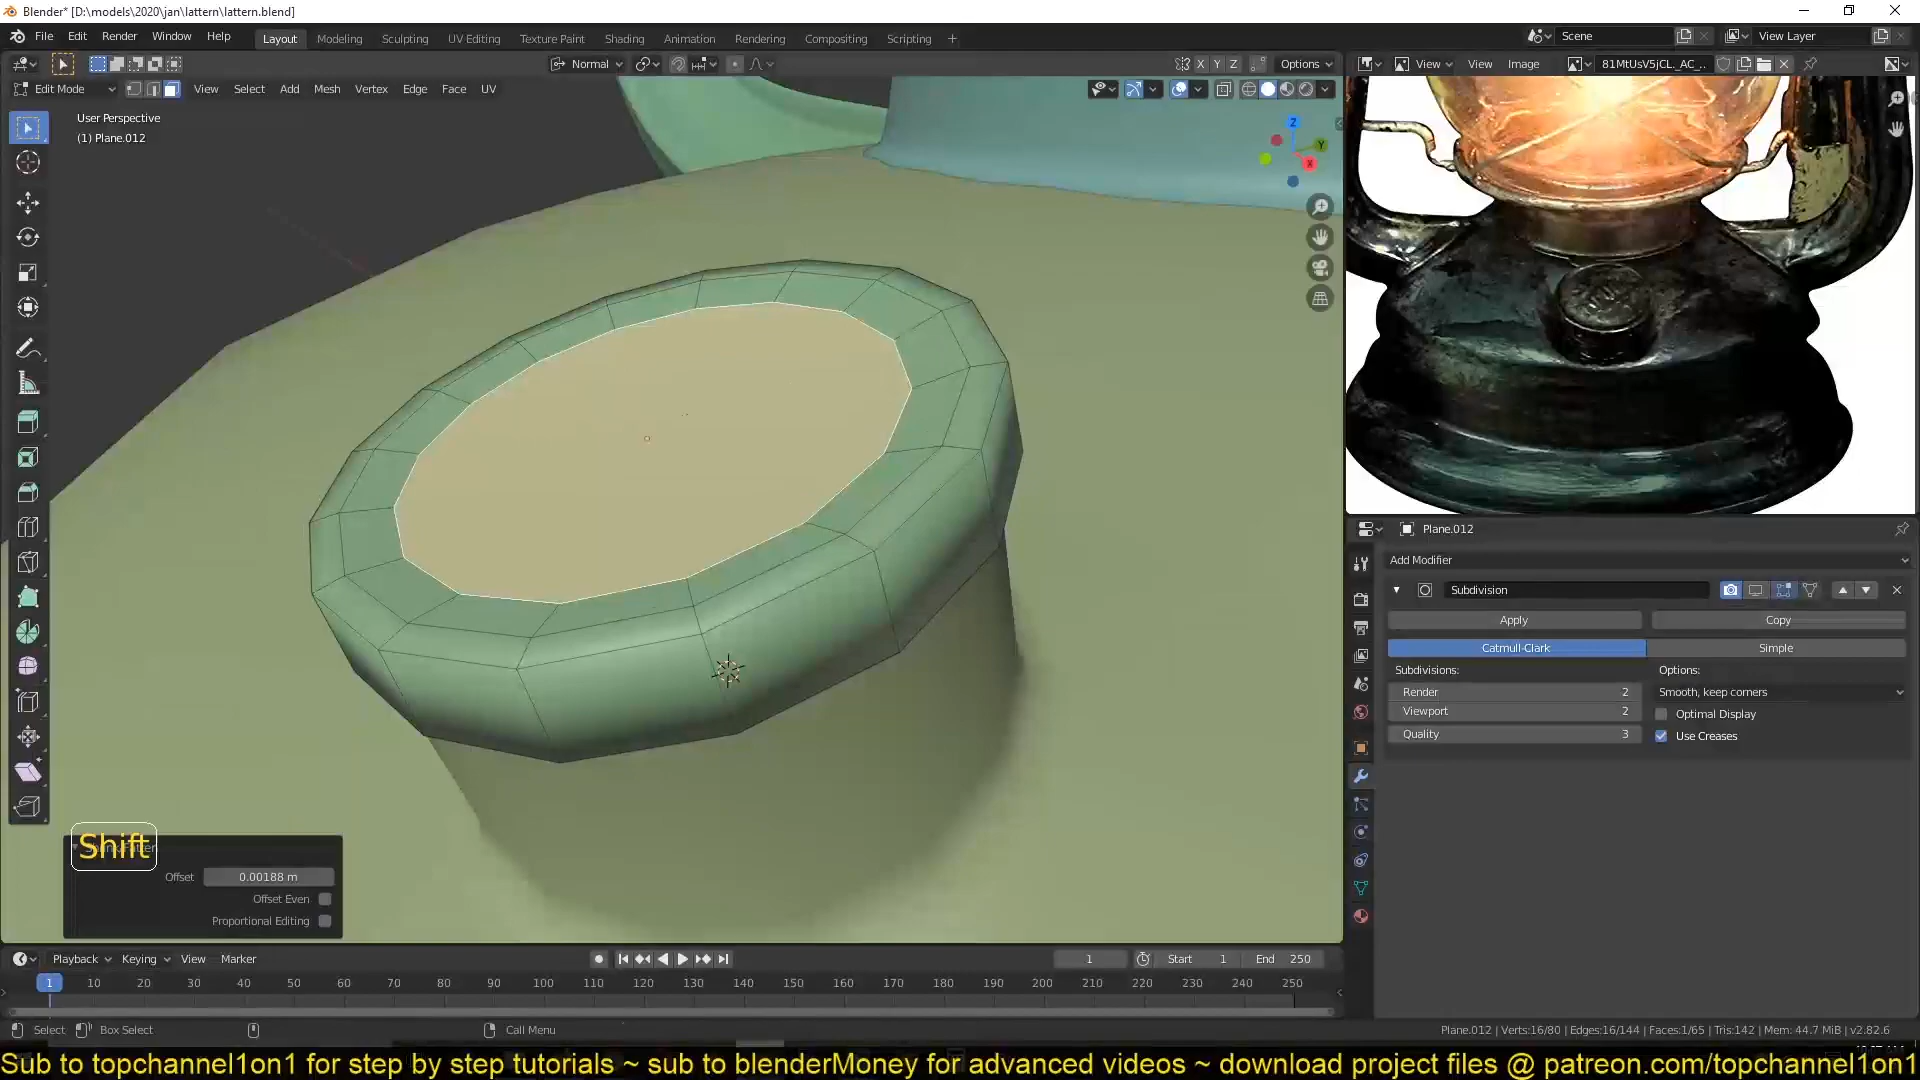 Blender* [D:\models\2020\jan\lattern\lattern.blend]
File Edit Render Window Help
Layout Modeling Sculpting UV Editing Texture Paint Shading Animation Rendering Compositing Scripting
Scene
View Layer
Normal
X Y Z
Options
View View Image
81MtUsV5jCL._AC_..
Edit Mode
View Select Add Mesh Vertex Edge Face UV
User Perspective
(1) Plane.012
Z
Y
X
Plane.012
Add Modifier
Subdivision
Apply
Copy
Catmull-Clark
Simple
Subdivisions:
Options:
Render 2
Smooth, keep corners
Viewport 2
Optimal Display
Quality 3
Use Creases
Shift
Offset 0.00188 m
Offset Even
Proportional Editing
Playback Keying View Marker
1
Start 1
End 250
1 10 20 30 40 50 60 70 80 90 100 110 120 130 140 150 160 170 180 190 200 210 220 230 240 250
Select Box Select Call Menu
Plane.012 | Verts:16/80 | Edges:16/144 | Faces:1/65 | Tris:142 | Mem: 44.7 MiB | v2.82.6
Sub to topchannel1on1 for step by step tutorials ~ sub to blenderMoney for advanced videos ~ download project files @ patreon.com/topchannel1on1